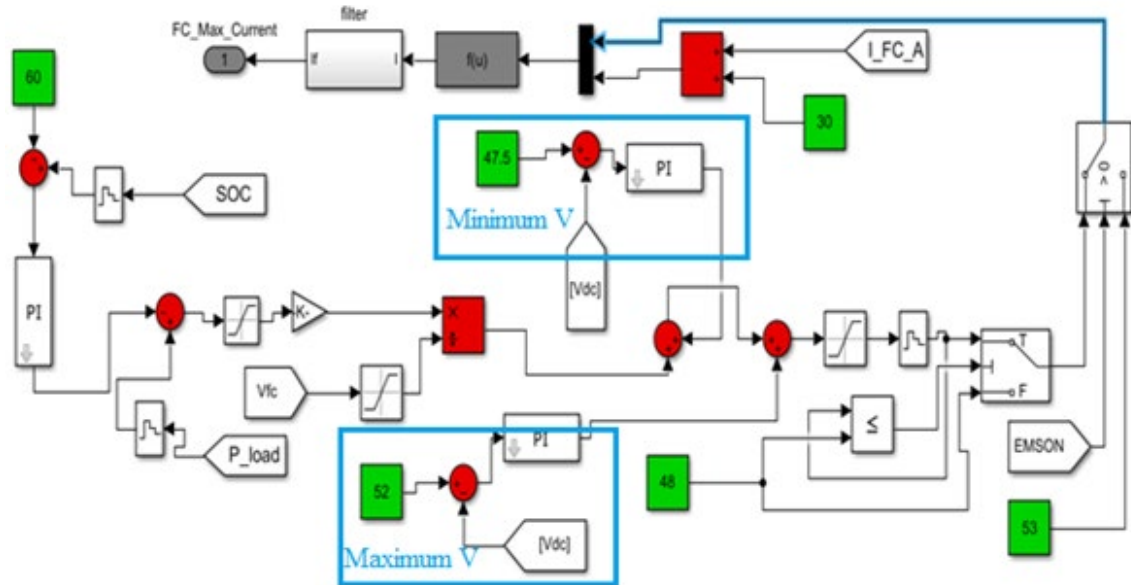 filter
FC_Max_Current
1
If
I
f(u)
I_FC_A
60
30
47.5
PI
SOC
Minimum V
> 0
[Vdc]
PI
K-
×
÷
Vfc
T
F
P_load
PI
≤
EMSON
52
48
53
[Vdc]
Maximum V